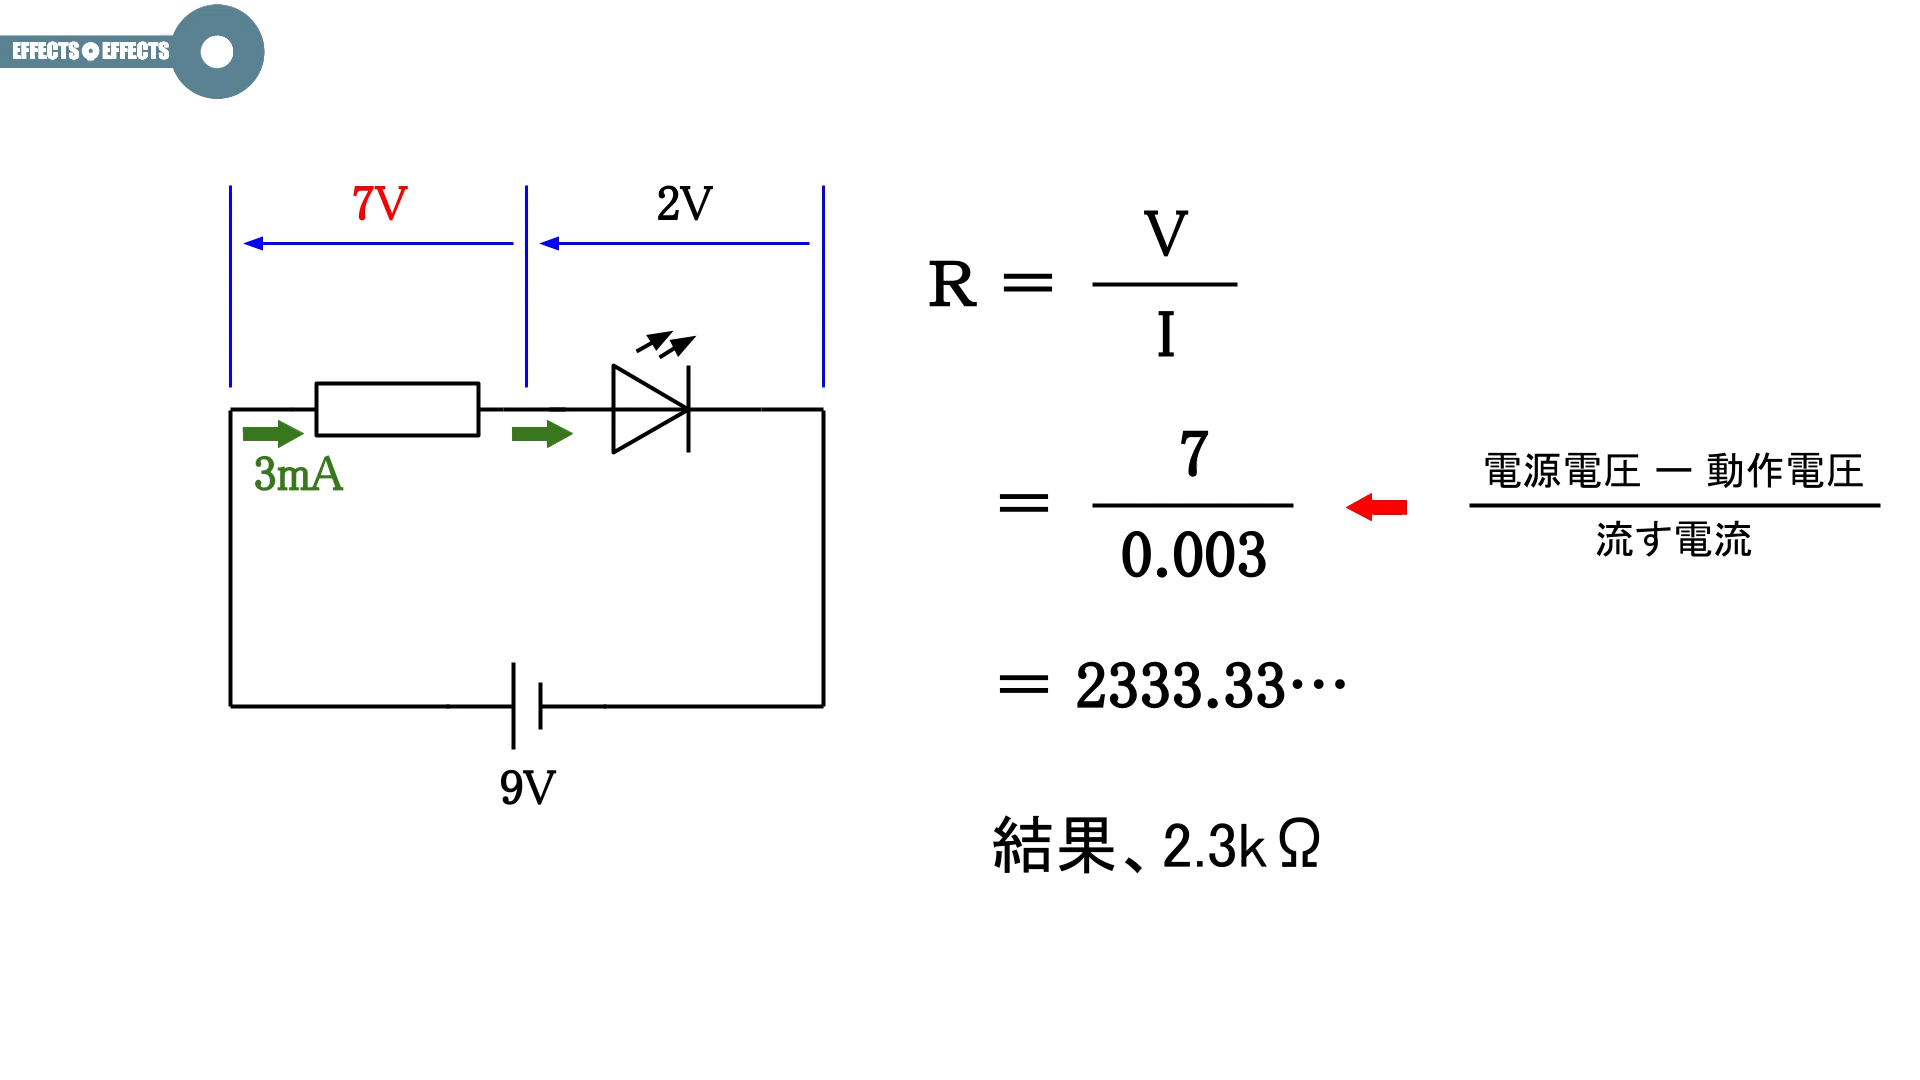 EFFECTS EFFECTS
7V
2V
3mA
9V
R = V / I
= 7 / 0.003
電源電圧 ー 動作電圧
流す電流
= 2333.33…
結果、2.3kΩ